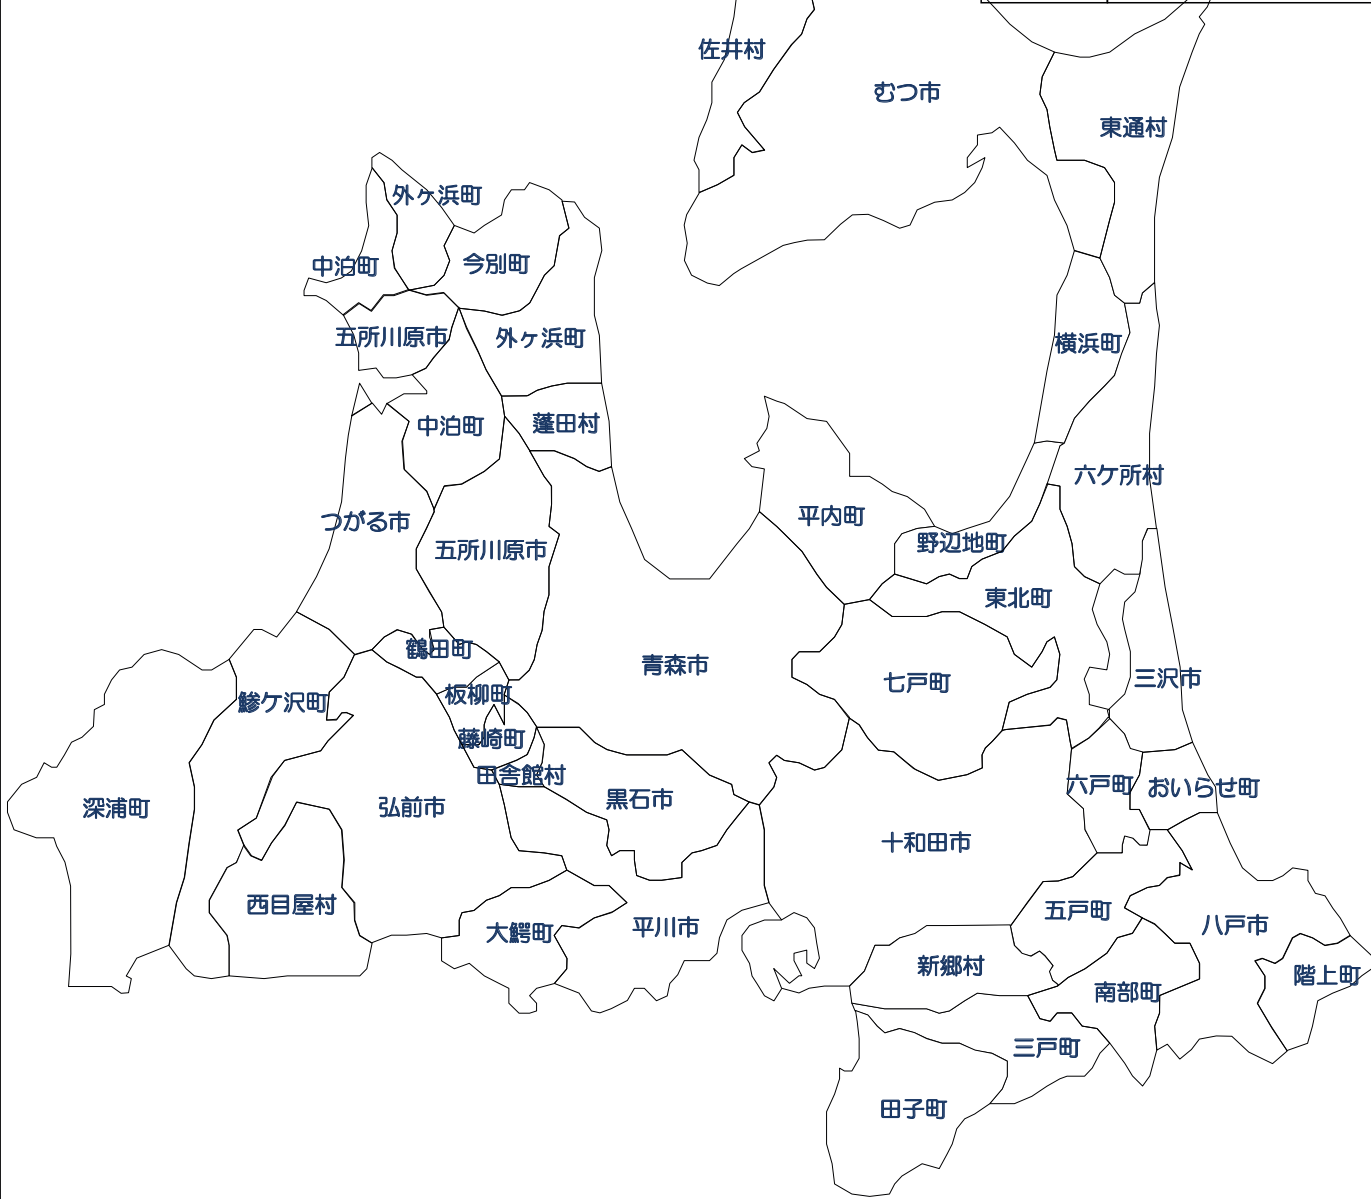 佐井村
むつ市
東通村
外ヶ浜町
中泊町
今別町
五所川原市
外ヶ浜町
横浜町
中泊町
蓬田村
六ケ所村
つがる市
平内町
五所川原市
野辺地町
東北町
鶴田町
青森市
三沢市
七戸町
板柳町
鰺ケ沢町
藤崎町
田舎館村
六戸町
おいらせ町
黒石市
弘前市
深浦町
十和田市
西目屋村
五戸町
八戸市
平川市
大鰐町
新郷村
階上町
南部町
三戸町
田子町